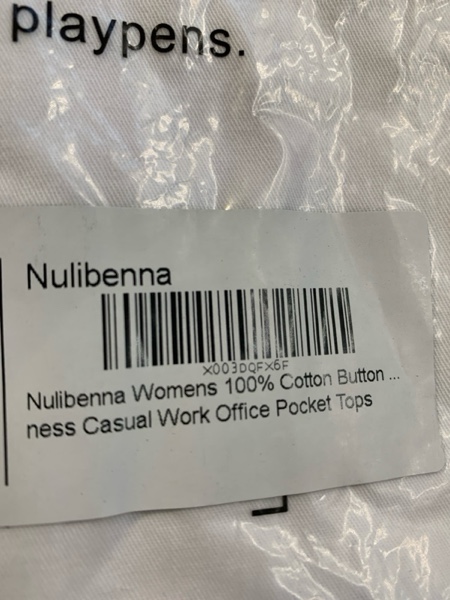 playpens.
Nulibenna
X003DQFX6F
Nulibenna Womens 100% Cotton Button ...
ness Casual Work Office Pocket Tops